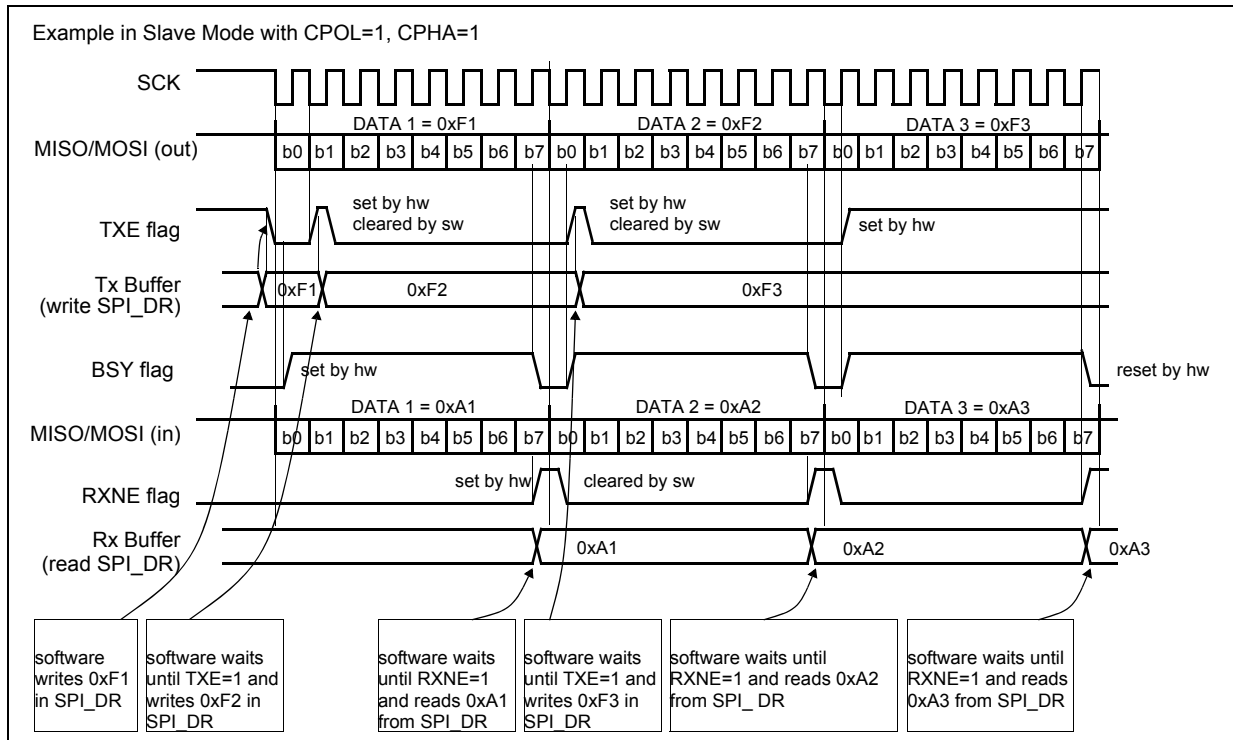 Example in Slave Mode with CPOL=1, CPHA=1
SCK
DATA 1 = 0xF1
DATA 2 = 0xF2
DATA 3 = 0xF3
MISO/MOSI (out)
b0 b1 b2 b3 b4 b5 b6 b7 b0 b1 b2 b3 b4 b5 b6 b7 b0 b1 b2 b3 b4 b5 b6 b7
set by hw
cleared by sw
set by hw
cleared by sw
TXE flag
set by hw
Tx Buffer
(write SPI_DR)
0xF1
0xF2
0xF3
BSY flag
set by hw
reset by hw
DATA 1 = 0xA1
DATA 2 = 0xA2
DATA 3 = 0xA3
MISO/MOSI (in)
b0 b1 b2 b3 b4 b5 b6 b7 b0 b1 b2 b3 b4 b5 b6 b7 b0 b1 b2 b3 b4 b5 b6 b7
RXNE flag
set by hw
cleared by sw
Rx Buffer
(read SPI_DR)
0xA1
0xA2
0xA3
software
writes 0xF1
in SPI_DR
software waits
until TXE=1 and
writes 0xF2 in
SPI_DR
software waits
until RXNE=1
and reads 0xA1
from SPI_DR
software waits
until TXE=1 and
writes 0xF3 in
SPI_DR
software waits until
RXNE=1 and reads 0xA2
from SPI_ DR
software waits until
RXNE=1 and reads
0xA3 from SPI_DR